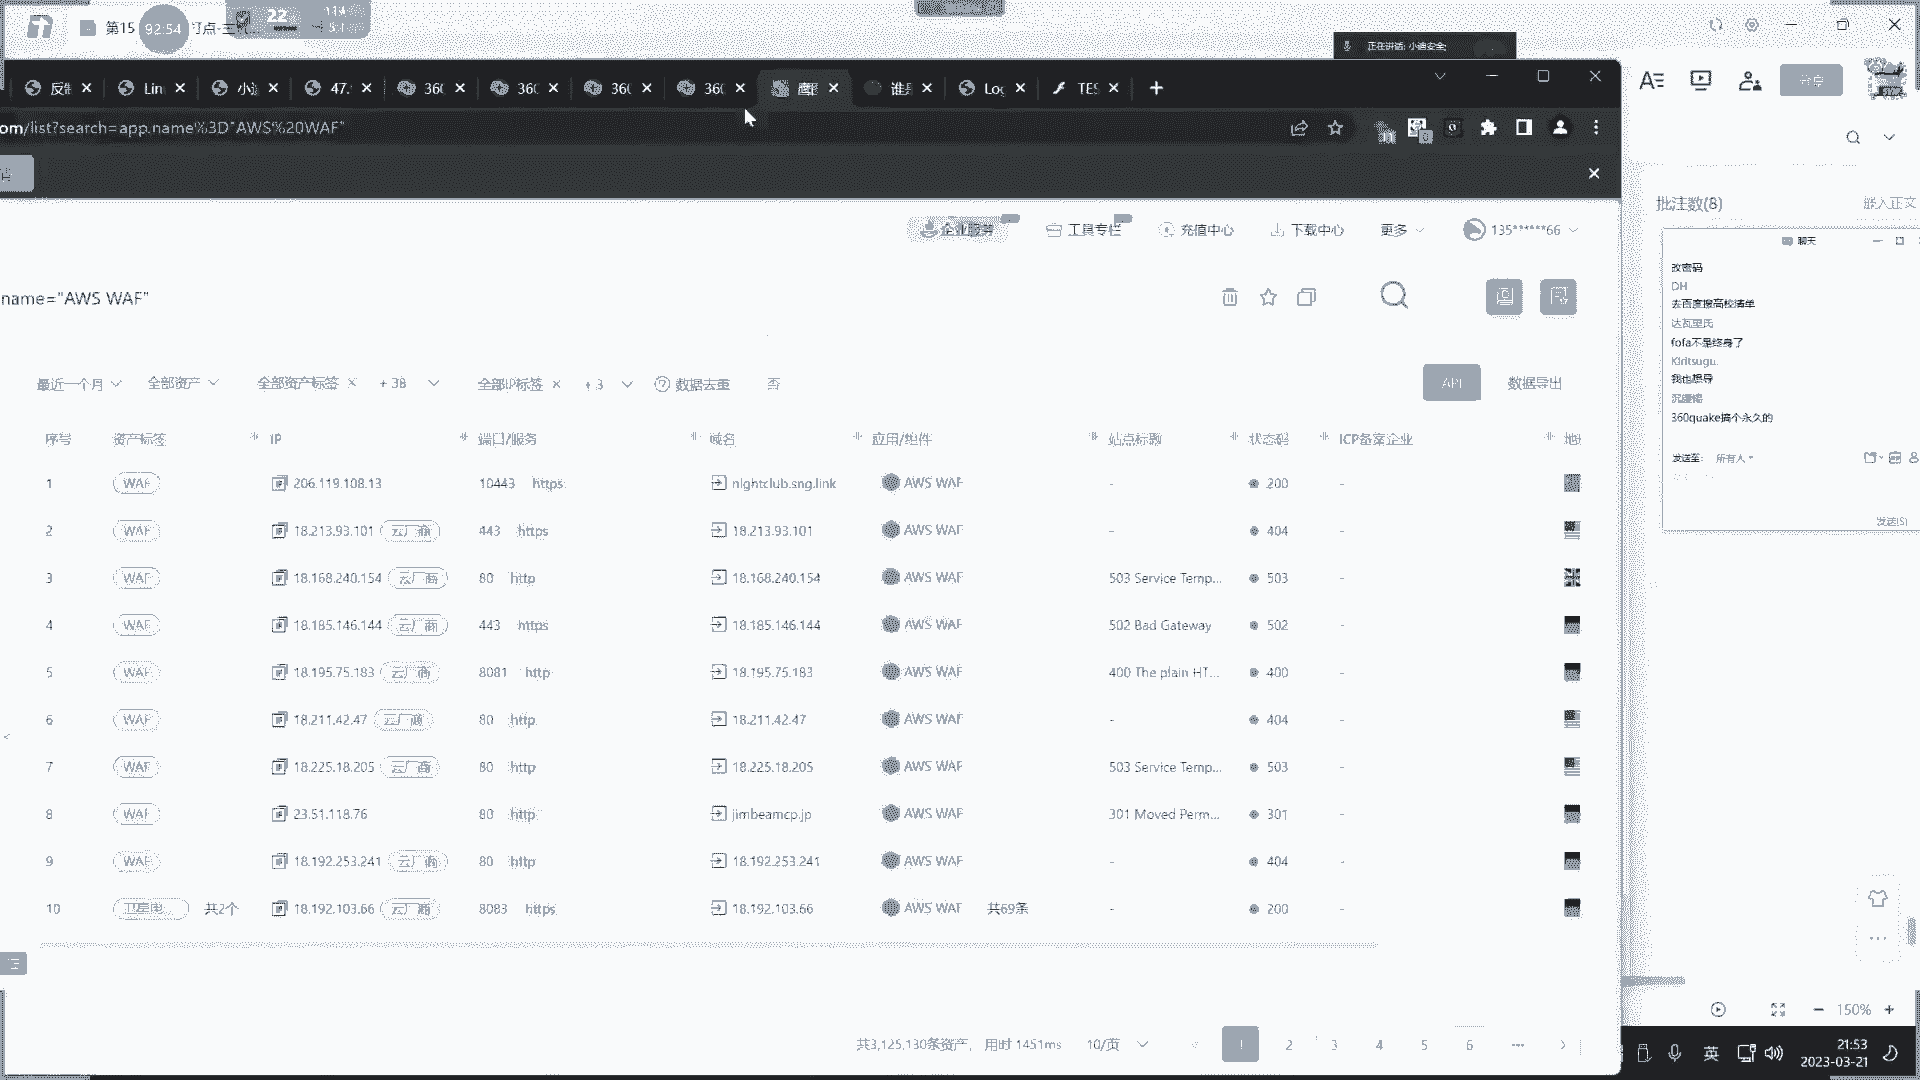 第15
92:54
22
正在讲话: 小迪安全;
Lin
小迪
47.
360
360
360
360
鹰图
谁是
Log
TES
om/list?search=app.name%3D"AWS%20WAF"
企业服务
工具专栏
充值中心
下载中心
更多
135******66
name="AWS WAF"
最近一个月
全部资产
全部资产标签
+ 38
全部IP标签
+ 3
数据去重
否
API
数据导出
序号 资产标签 IP 端口/服务 域名 应用/组件 站点标题 状态码 ICP备案企业
1 WAF 206.119.108.13 10443 https nightclub.sng.link AWS WAF - 200 -
2 WAF 18.213.93.101 云厂商 443 https 18.213.93.101 AWS WAF - 404 -
3 WAF 18.168.240.154 云厂商 80 http 18.168.240.154 AWS WAF 503 Service Temp... 503 -
4 WAF 18.185.146.144 云厂商 443 https 18.185.146.144 AWS WAF 502 Bad Gateway 502 -
5 WAF 18.195.75.183 云厂商 8081 http 18.195.75.183 AWS WAF 400 The plain HT... 400 -
6 WAF 18.211.42.47 云厂商 80 http 18.211.42.47 AWS WAF - 404 -
7 WAF 18.225.18.205 云厂商 80 http 18.225.18.205 AWS WAF 503 Service Temp... 503 -
8 WAF 23.51.118.76 80 http jimbeamcp.jp AWS WAF 301 Moved Perm... 301 -
9 WAF 18.192.253.241 云厂商 80 http 18.192.253.241 AWS WAF - 404 -
10 共2个 18.192.103.66 云厂商 8083 https 18.192.103.66 AWS WAF 共69条 - 200 -
共3,125,130条资产, 用时 1451ms
10/页
1 2 3 4 5 6 ···
分享
批注数(8)
嵌入正文
聊天
改密码
DH
去百度搜高校清单
达瓦里氏
fofa不是终身了
Kiritsugu.
我也想导
360quake搞个永久的
发送至: 所有人
发送(S)
150%
英
21:53
2023-03-21